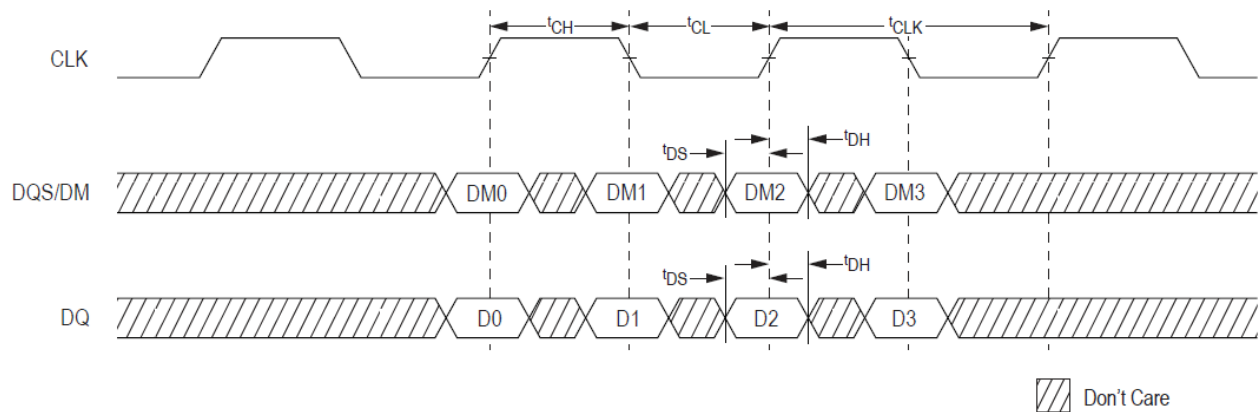 tCH tCL tCLK
CLK
tDS tDH
DQS/DM DM0 DM1 DM2 DM3
tDS tDH
DQ D0 D1 D2 D3
Don't Care